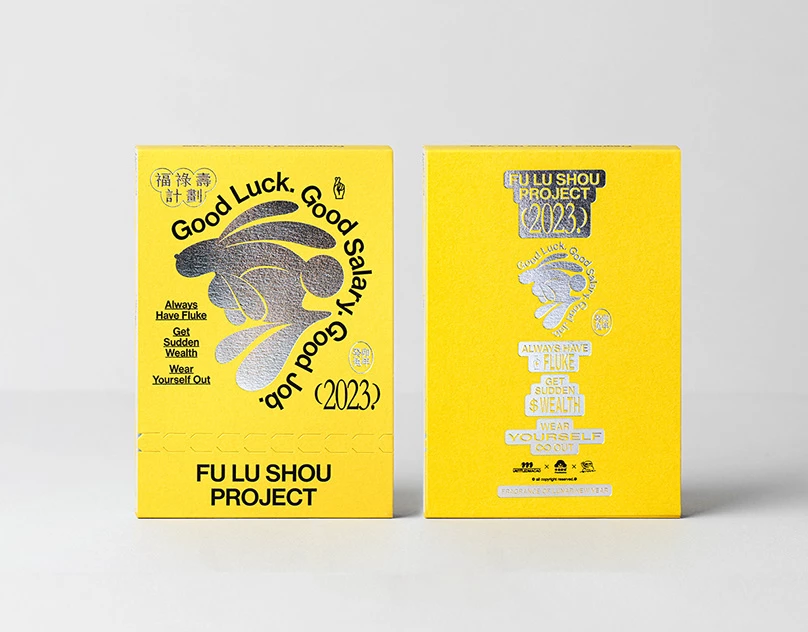 福祿壽
計劃
Good Luck. Good Salary. Good Job.
Always
Have Fluke
Get
Sudden
Wealth
Wear
Yourself Out
(2023.)
FU LU SHOU
PROJECT
FU LU SHOU
PROJECT
(2023.)
Good Luck. Good Salary. Good Job.
ALWAYS HAVE
FLUKE
GET
SUDDEN
$ WEALTH
WEAR
YOURSELF
GO OUT
× ×
© all copyright reserved.©